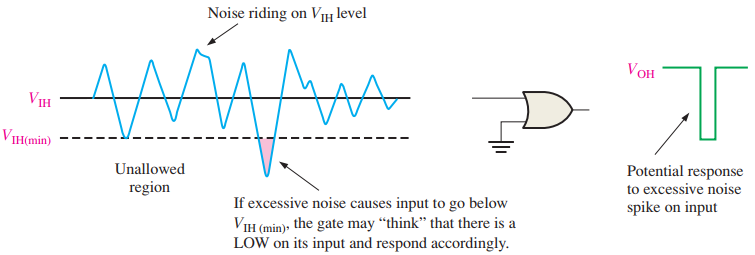 Noise riding on VIH level
VIH
VIH(min)
Unallowed
region
If excessive noise causes input to go below
VIH (min), the gate may “think” that there is a
LOW on its input and respond accordingly.
VOH
Potential response
to excessive noise
spike on input